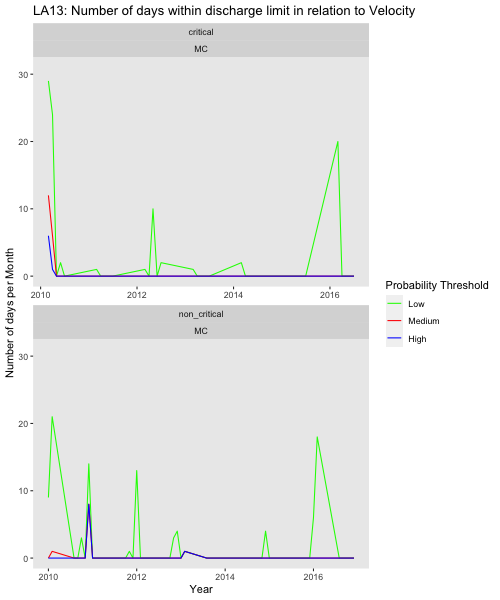 LA13: Number of days within discharge limit in relation to Velocity
critical
MC
30
20
10
0
2010 2012 2014 2016
non_critical
MC
30
20
10
0
2010 2012 2014 2016
Year
Number of days per Month
Probability Threshold
Low
Medium
High